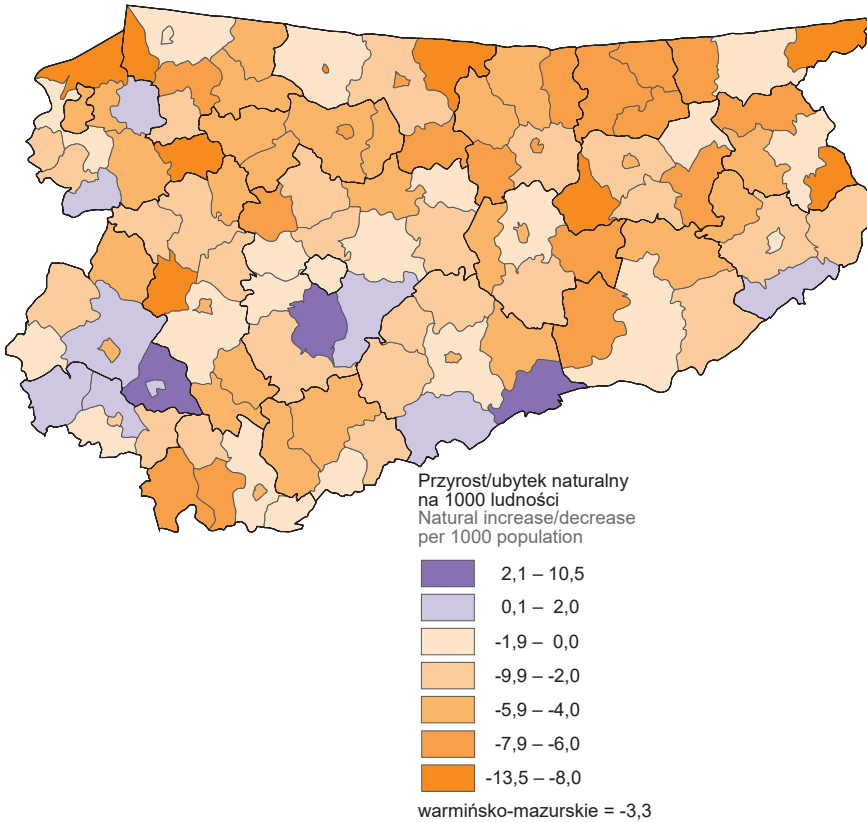 Przyrost/ubytek naturalny
na 1000 ludności
Natural increase/decrease
per 1000 population
2,1 – 10,5
0,1 – 2,0
-1,9 – 0,0
-9,9 – -2,0
-5,9 – -4,0
-7,9 – -6,0
-13,5 – -8,0
warmińsko-mazurskie = -3,3